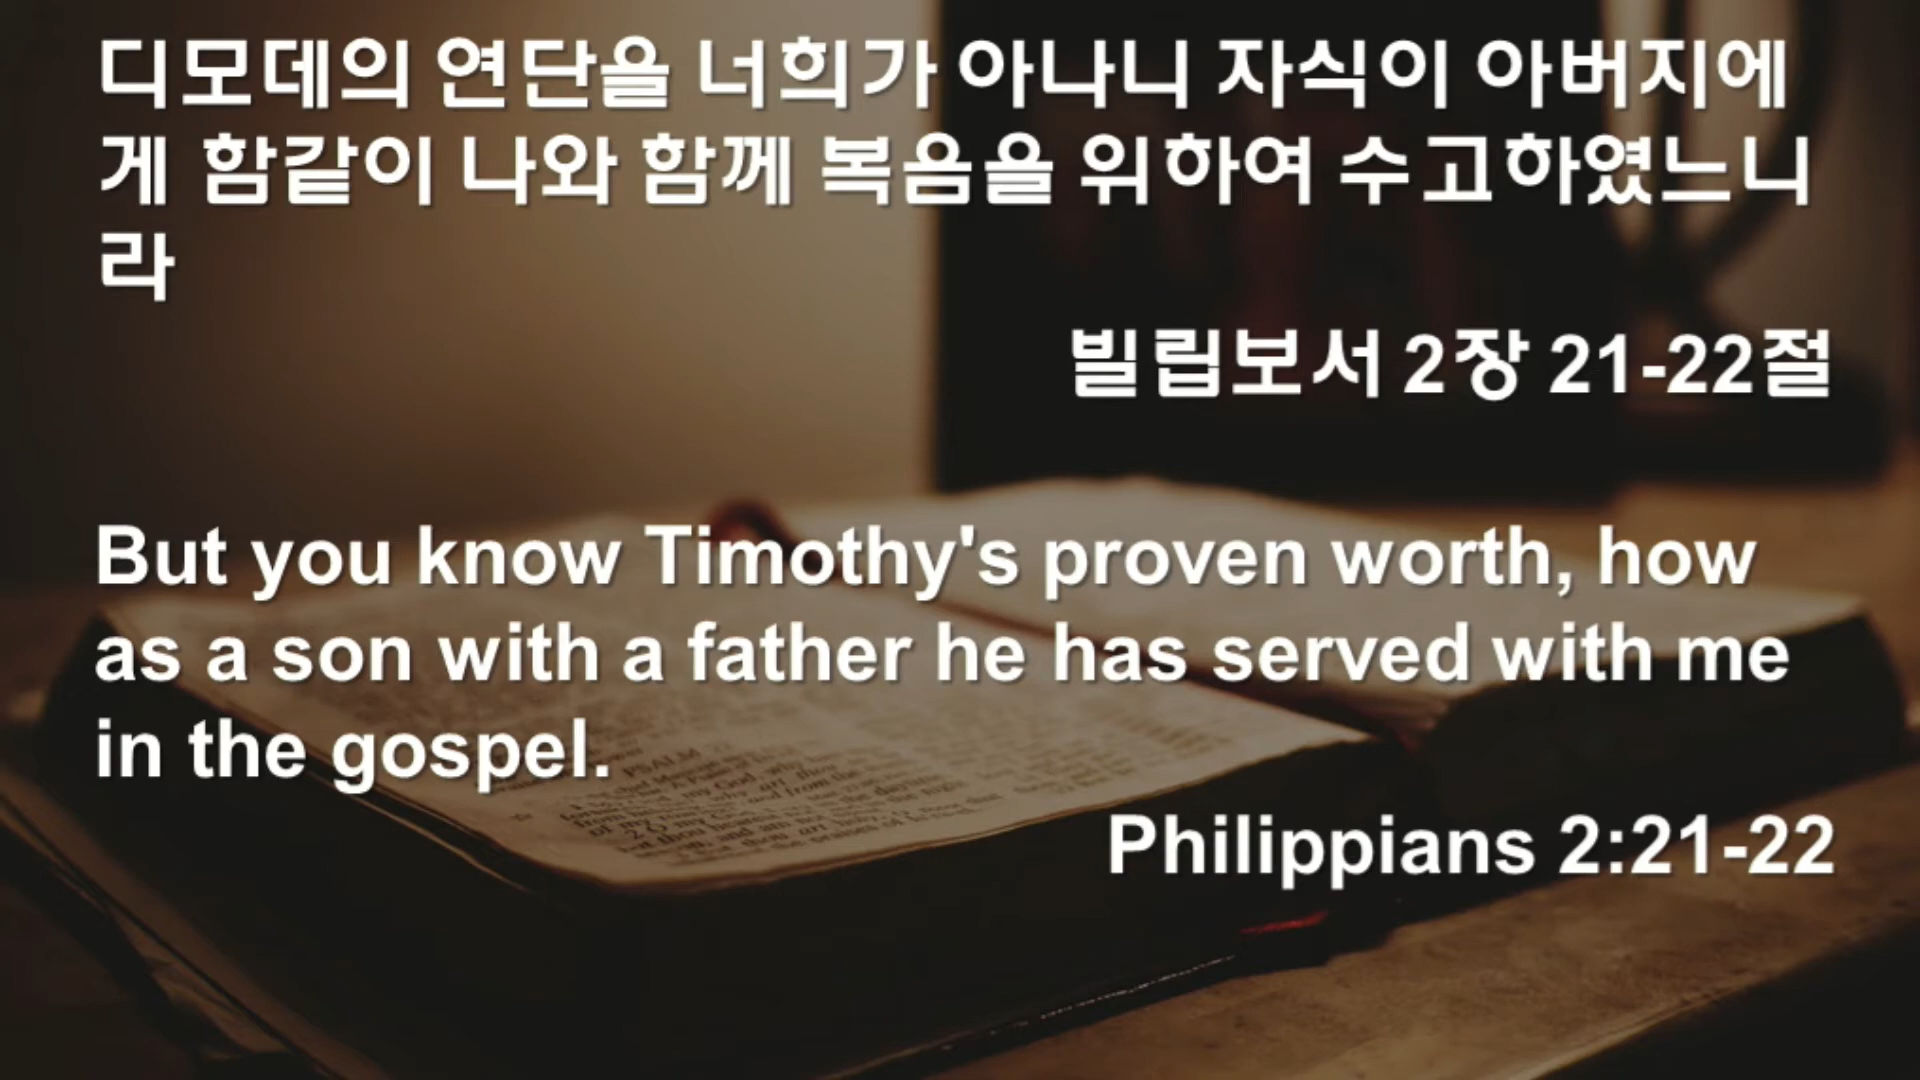 디모데의 연단을 너희가 아나니 자식이 아버지에
게 함같이 나와 함께 복음을 위하여 수고하였느니
라
빌립보서 2장 21-22절
But you know Timothy's proven worth, how
as a son with a father he has served with me
in the gospel.
Philippians 2:21-22
PSALM